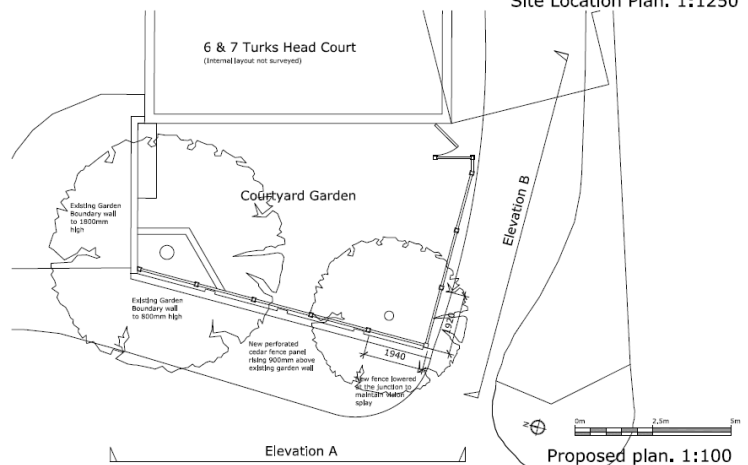 Site Location Plan. 1:1250
6 & 7 Turks Head Court
(Internal layout not surveyed)
Courtyard Garden
Existing Garden
Boundary wall
to 1800mm
high
Elevation B
Existing Garden
Boundary wall
to 800mm high
New perforated
cedar fence panel
rising 900mm above
existing garden wall
1940
1920
New fence lowered
at the junction to
maintain vision
splay
N
0m
2,5m
5m
Elevation A
Proposed plan. 1:100